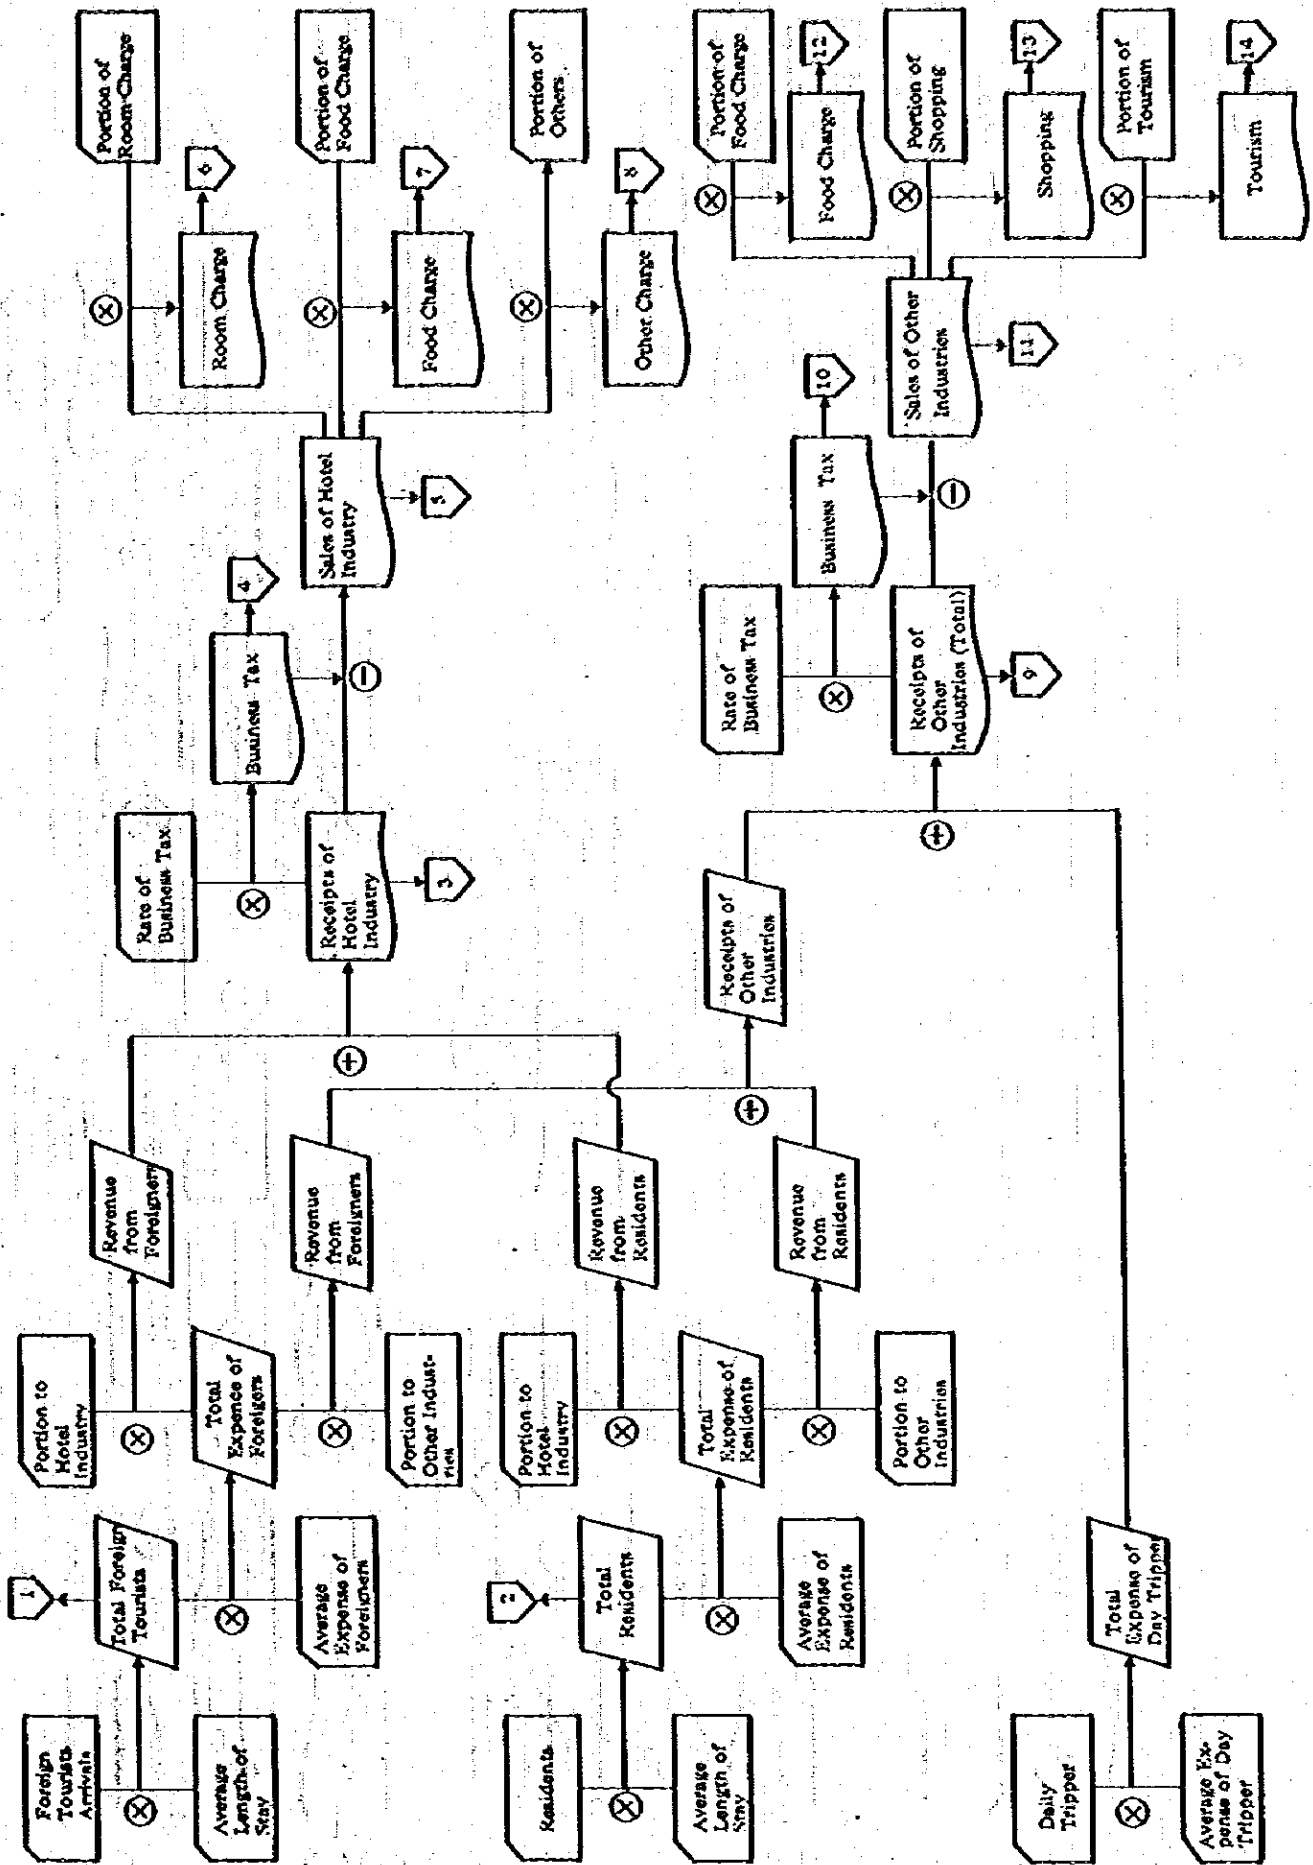 Foreign
Tourists
Arrivals
Average
Length of
Stay
1
Total Foreign
Tourists
Average
Expense of
Foreigners
Portion to
Hotel
Industry
Total
Expence of
Foreigers
Portion to
Other Indust-
ries
Revenue
from
Foreigners
Revenue
from
Foreigners
Residents
Average
Length of
Stay
2
Total
Residents
Average
Expense of
Residents
Portion to
Hotel
Industry
Total
Expense of
Residents
Portion to
Other
Industries
Revenue
from
Residents
Revenue
from
Residents
Daily
Tripper
Average Ex-
pense of Day
Tripper
Total
Expense of
Day Tripper
Rate of
Business Tax
Receipts of
Hotel
Industry
3
Business Tax
4
Sales of Hotel
Industry
5
Portion of
Room Charge
Room Charge
6
Portion of
Food Charge
Food Charge
7
Portion of
Others
Other Charge
8
Receipts of
Other
Industries
Rate of
Business Tax
Receipts of
Other
Industries (Total)
9
Business Tax
10
Sales of Other
Industries
11
Portion of
Food Charge
Food Charge
12
Portion of
Shopping
Shopping
13
Portion of
Tourism
Tourism
14